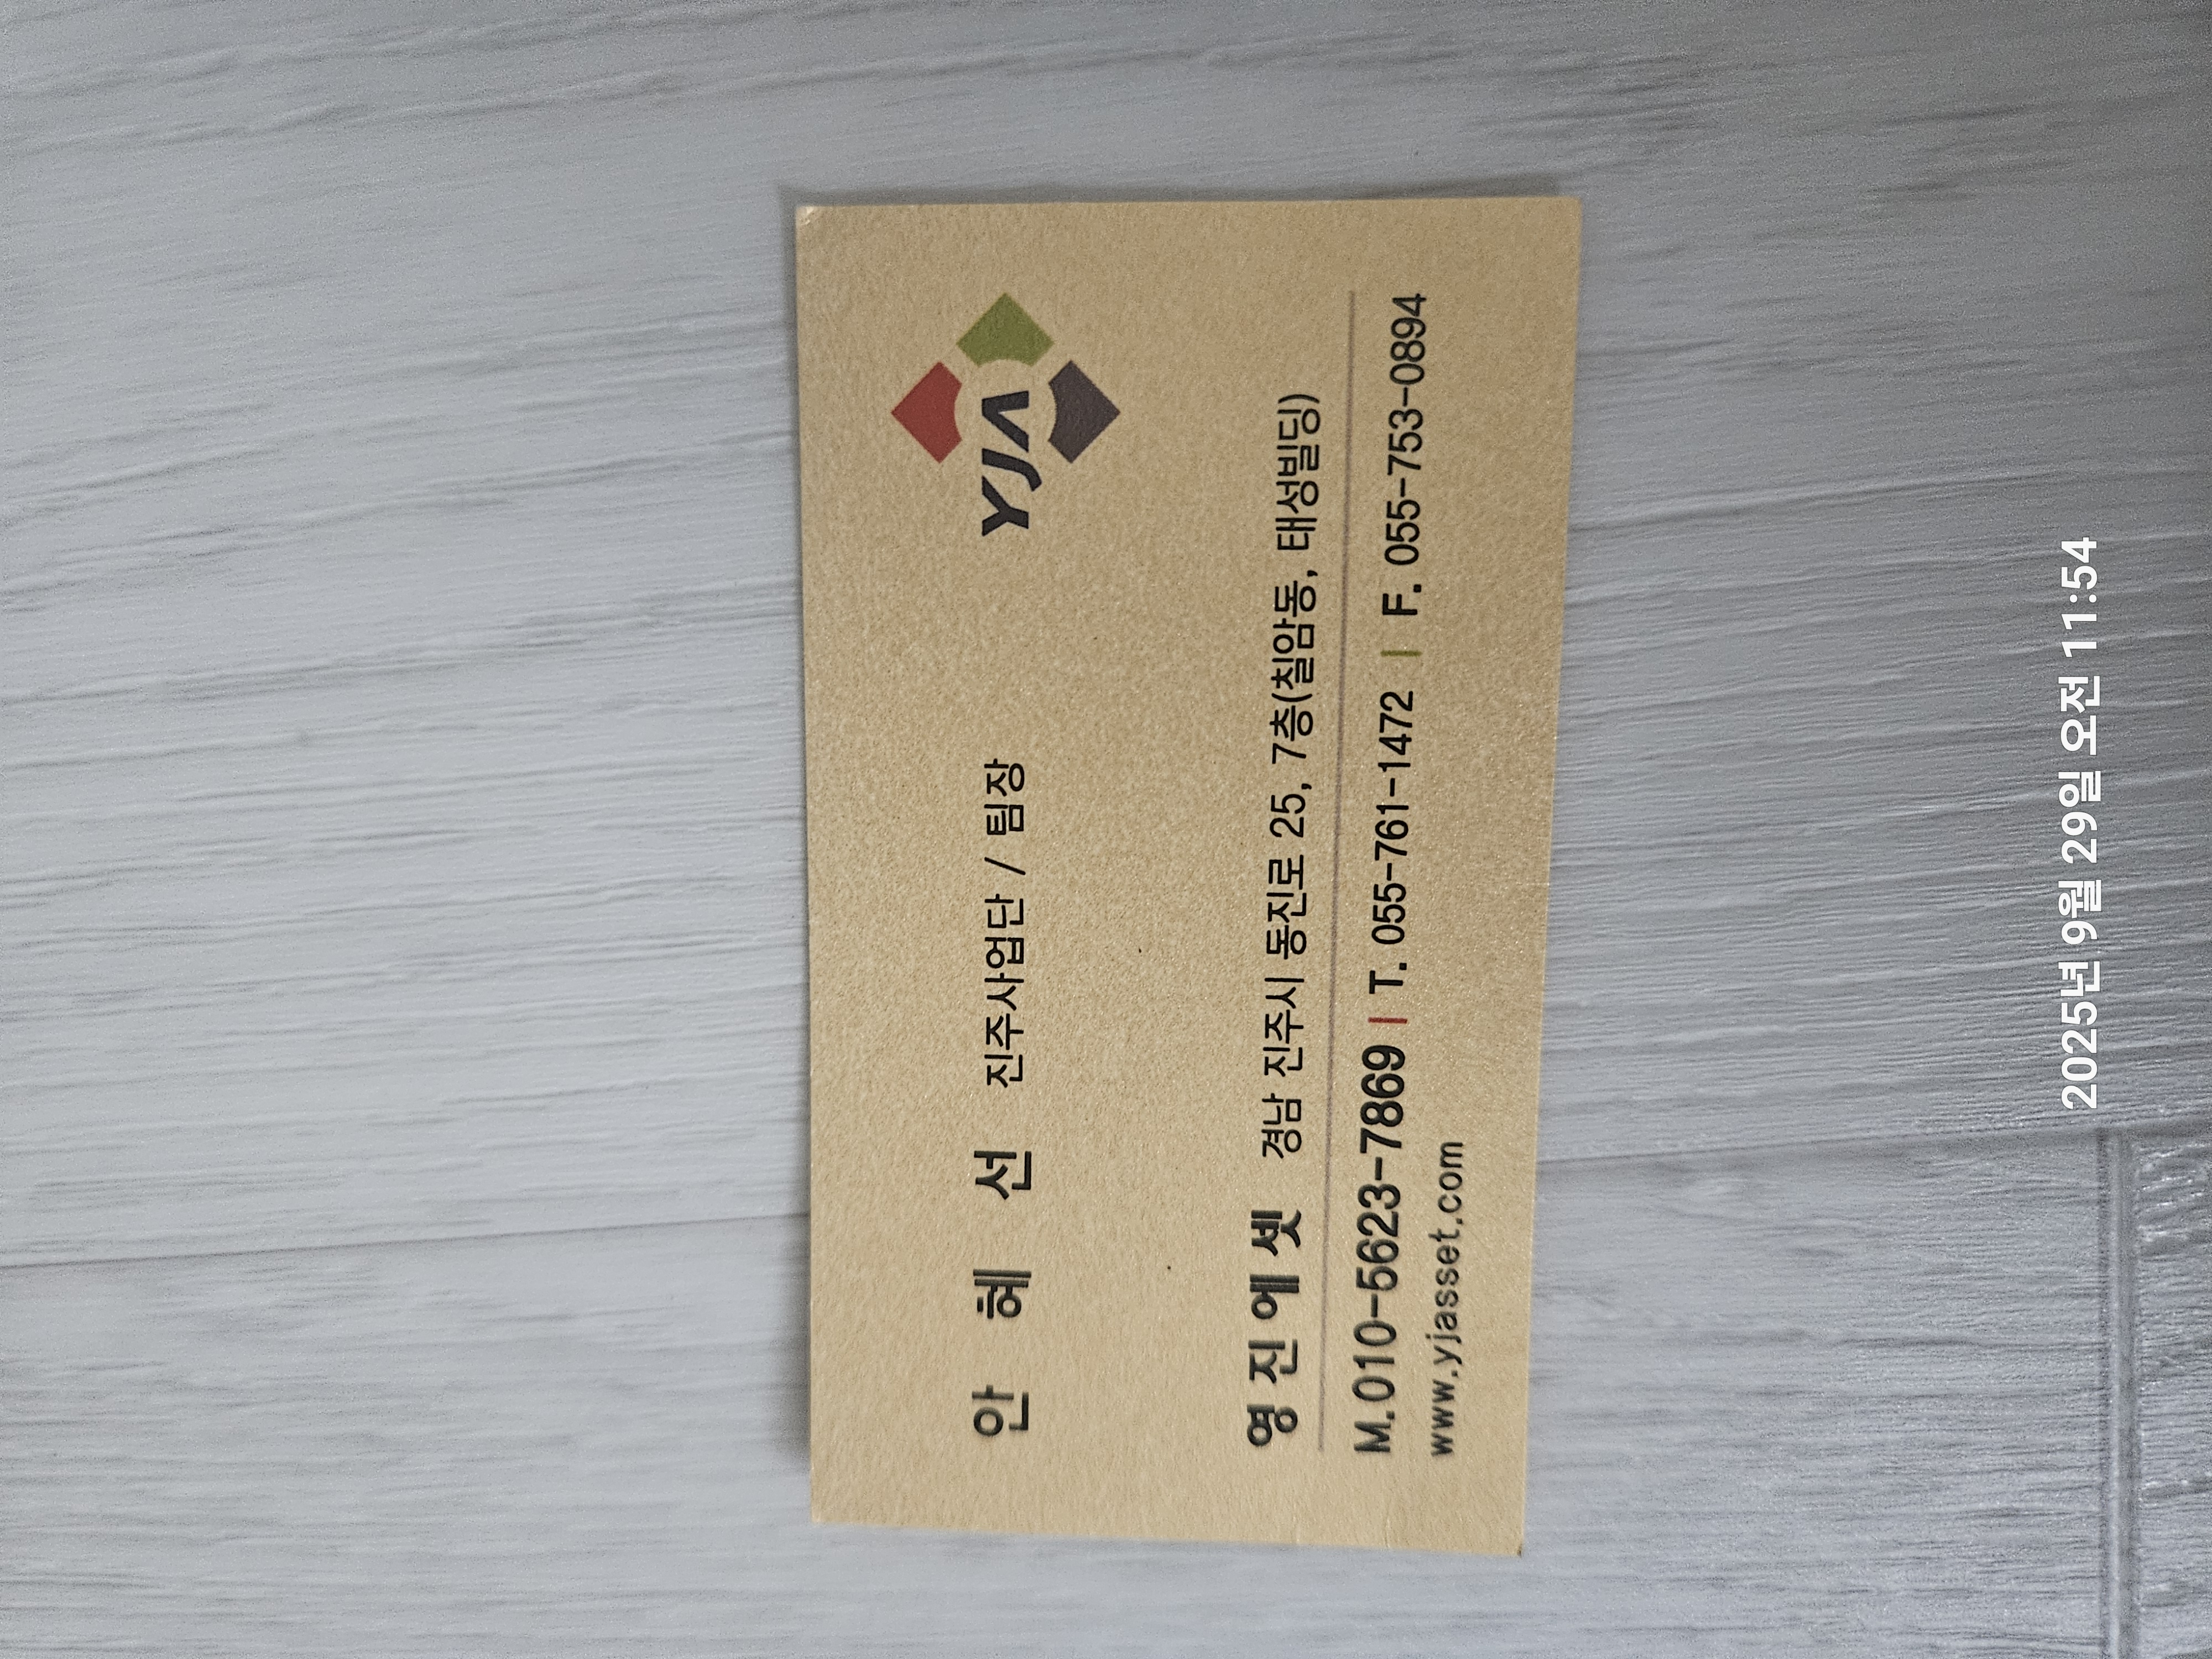 YJA
안 혜 선 진주사업단 / 팀장
영진에셋 경남 진주시 동진로 25, 7층(칠암동, 태성빌딩)
M.010-5623-7869 | T. 055-761-1472 | F. 055-753-0894
www.yjasset.com
2025년 9월 29일 오전 11:54